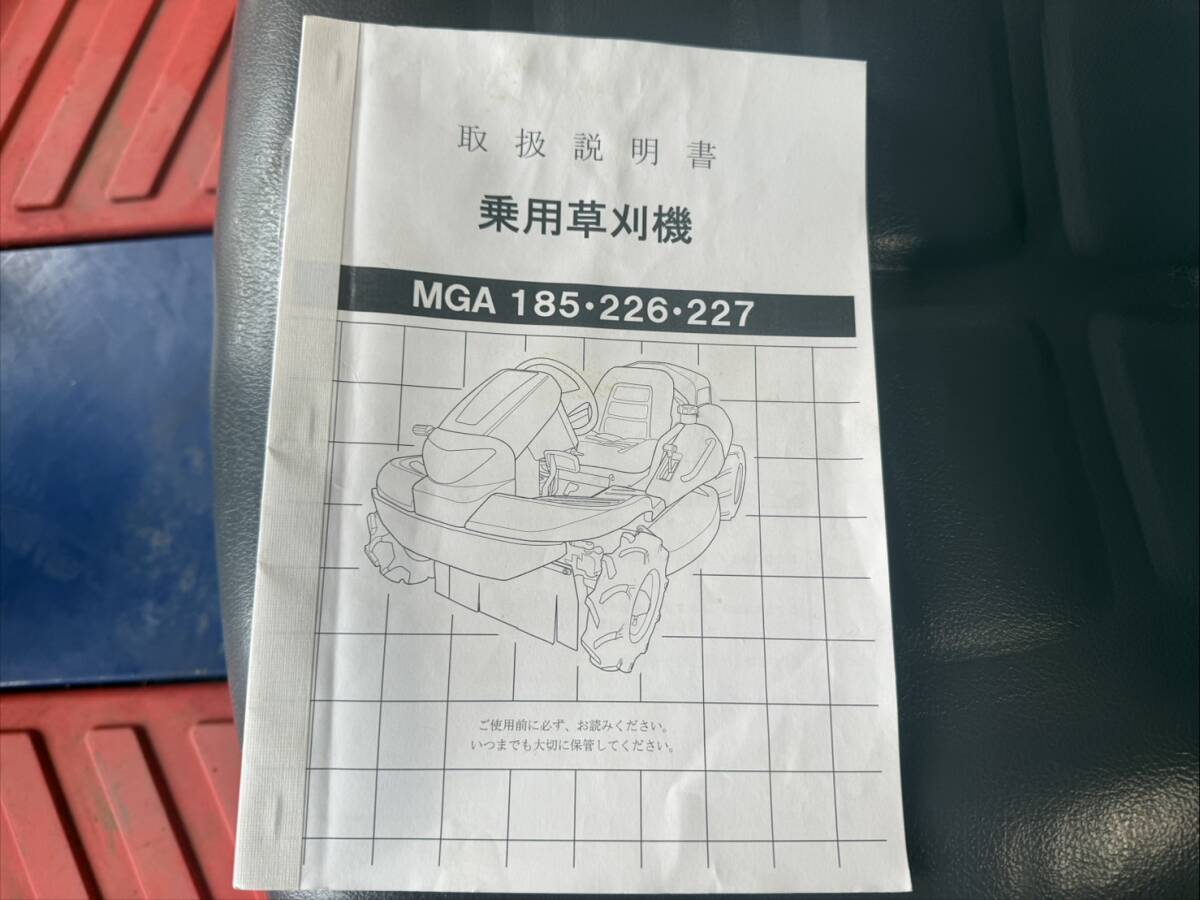 取扱説明書
乗用草刈機
MGA 185・226・227
ご使用前に必ず、お読みください。
いつまでも大切に保管してください。